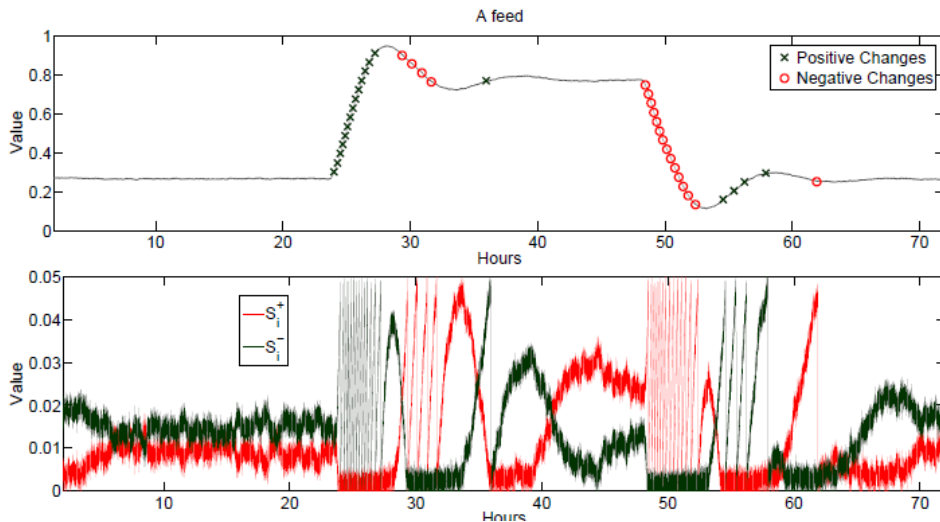 A feed
1
0.8
0.6
0.4
0.2
0
Value
Positive Changes
Negative Changes
10 20 30 40 50 60 70
Hours
0.05
0.04
0.03
0.02
0.01
0
Value
S_i^+
S_i^-
10 20 30 40 50 60 70
Hours